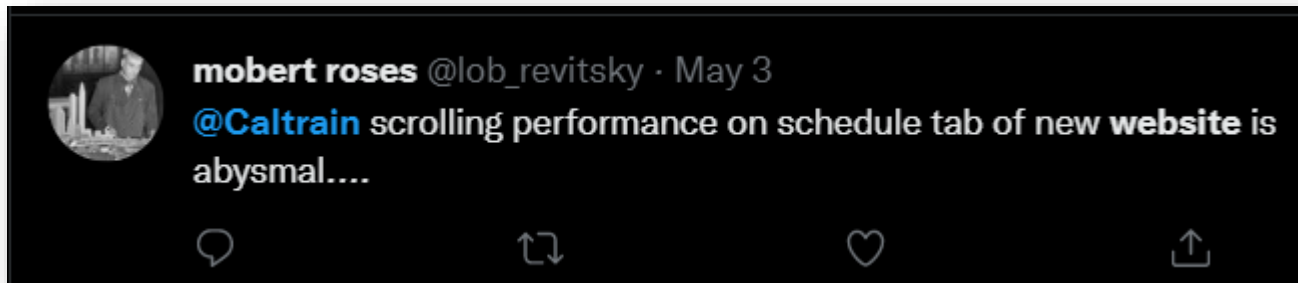 mobert roses @lob_revitsky · May 3
@Caltrain scrolling performance on schedule tab of new website is
abysmal....